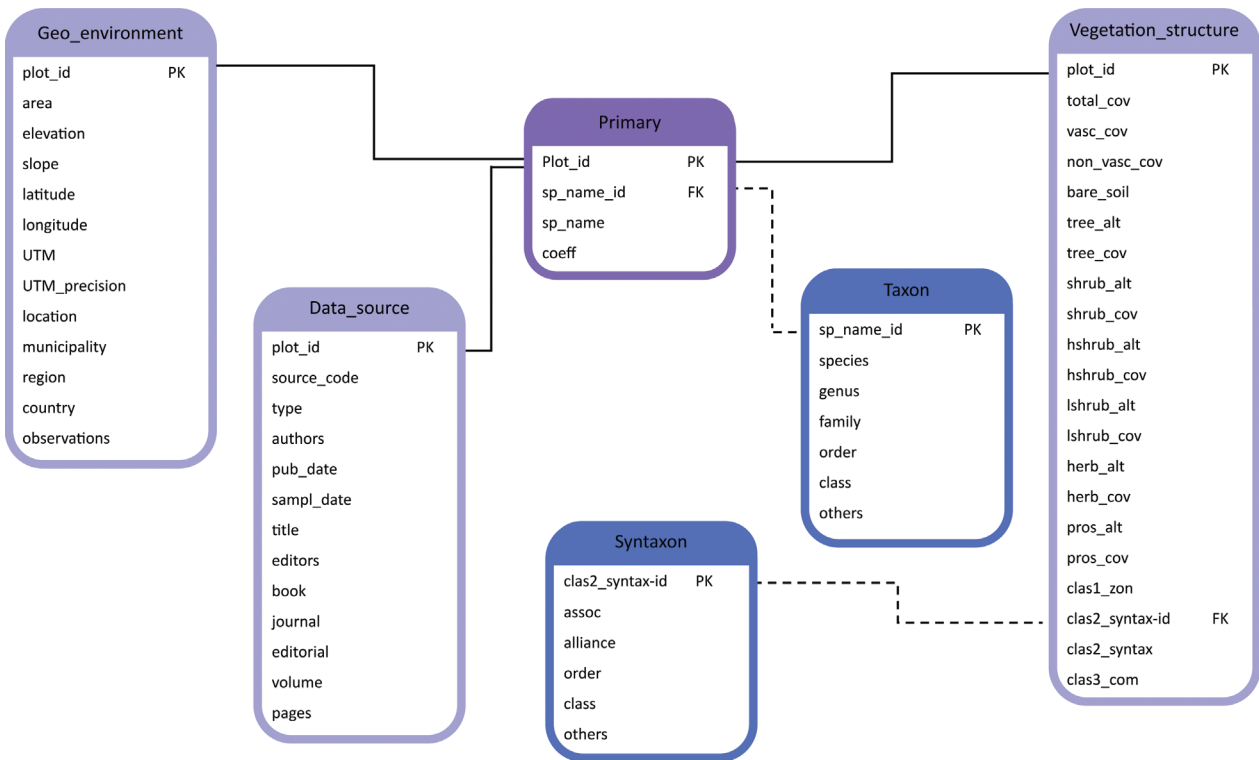 Geo_environment
plot_id PK
area
elevation
slope
latitude
longitude
UTM
UTM_precision
location
municipality
region
country
observations
Data_source
plot_id PK
source_code
type
authors
pub_date
sampl_date
title
editors
book
journal
editorial
volume
pages
Primary
Plot_id PK
sp_name_id FK
sp_name
coeff
Taxon
sp_name_id PK
species
genus
family
order
class
others
Syntaxon
clas2_syntax-id PK
assoc
alliance
order
class
others
Vegetation_structure
plot_id PK
total_cov
vasc_cov
non_vasc_cov
bare_soil
tree_alt
tree_cov
shrub_alt
shrub_cov
hshrub_alt
hshrub_cov
lshrub_alt
lshrub_cov
herb_alt
herb_cov
pros_alt
pros_cov
clas1_zon
clas2_syntax-id FK
clas2_syntax
clas3_com